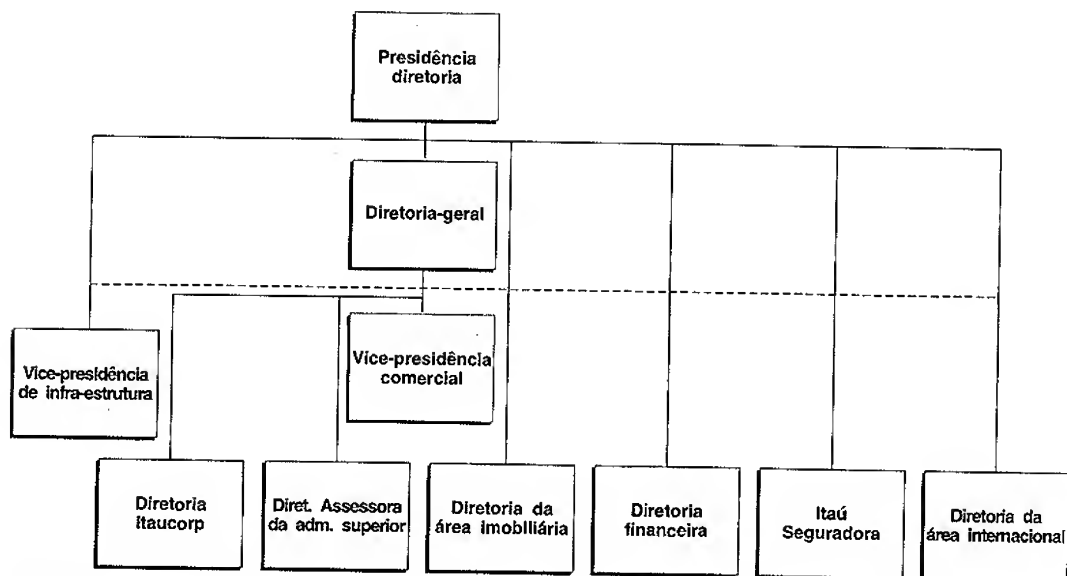 Presidência
diretoria
Diretoria-geral
Vice-presidência
de infra-estrutura
Vice-presidência
comercial
Diretoria
Itaucorp
Diret. Assessora
da adm. superior
Diretoria da
área imobiliária
Diretoria
financeira
Itaú
Seguradora
Diretoria da
área internacional